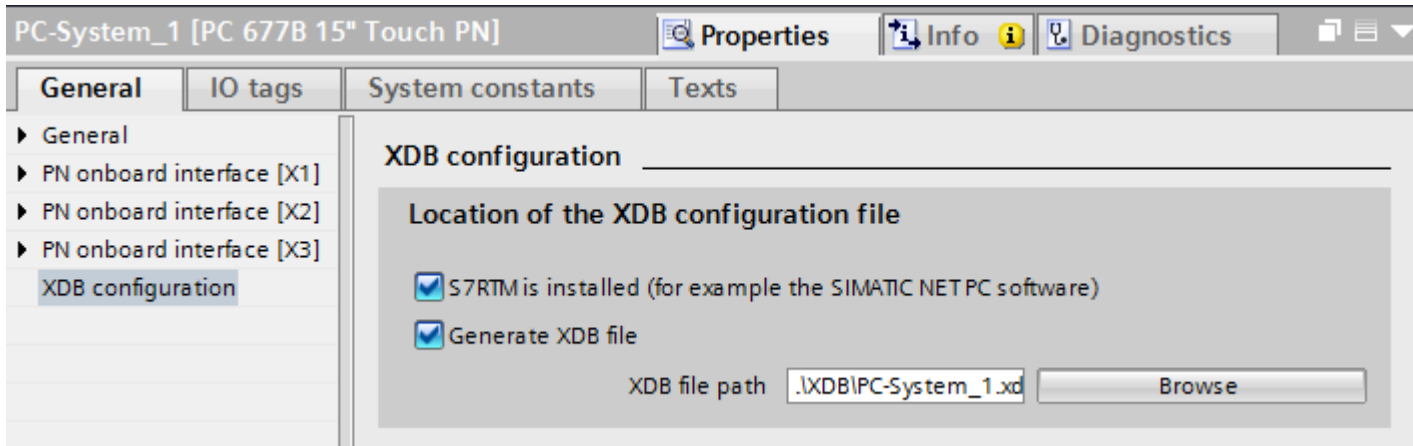 PC-System_1 [PC 677B 15" Touch PN] Properties Info Diagnostics
General IO tags System constants Texts
General
PN onboard interface [X1]
PN onboard interface [X2]
PN onboard interface [X3]
XDB configuration
XDB configuration
Location of the XDB configuration file
S7RTM is installed (for example the SIMATIC NET PC software)
Generate XDB file
XDB file path .\XDB\PC-System_1.xd Browse